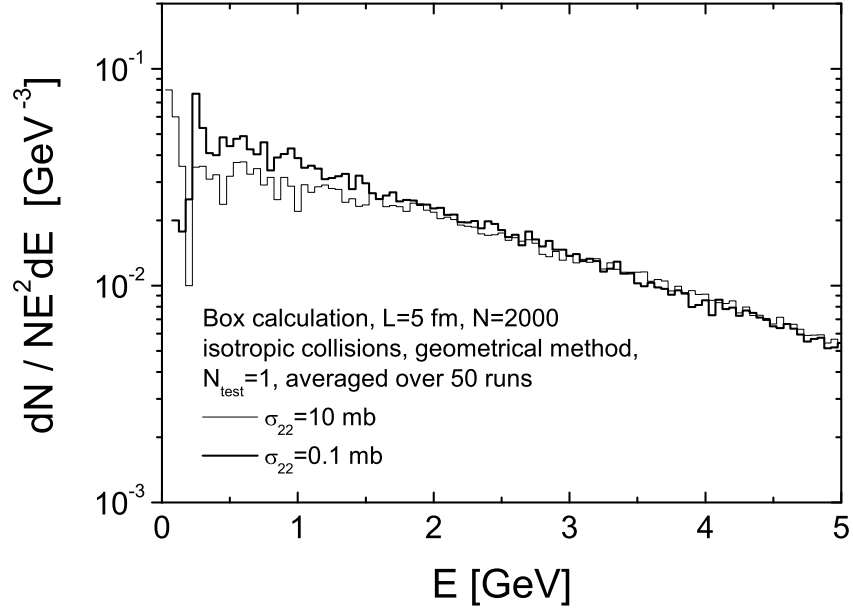 dN / NE²dE [GeV⁻³]
10⁻¹
10⁻²
10⁻³
Box calculation, L=5 fm, N=2000
isotropic collisions, geometrical method,
N_test=1, averaged over 50 runs
σ₂₂=10 mb
σ₂₂=0.1 mb
0 1 2 3 4 5
E [GeV]